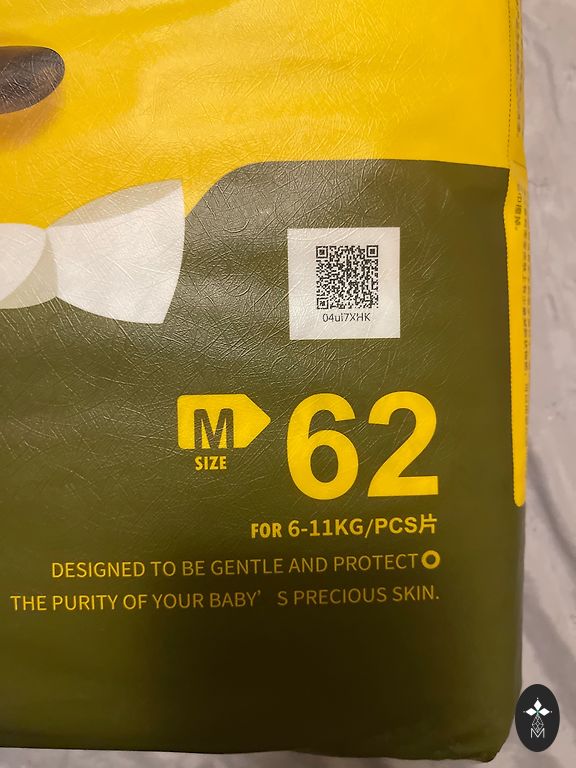 04ui7XHK
M 62
SIZE
FOR 6-11KG/PCS片
DESIGNED TO BE GENTLE AND PROTECT
THE PURITY OF YOUR BABY’ S PRECIOUS SKIN.
M